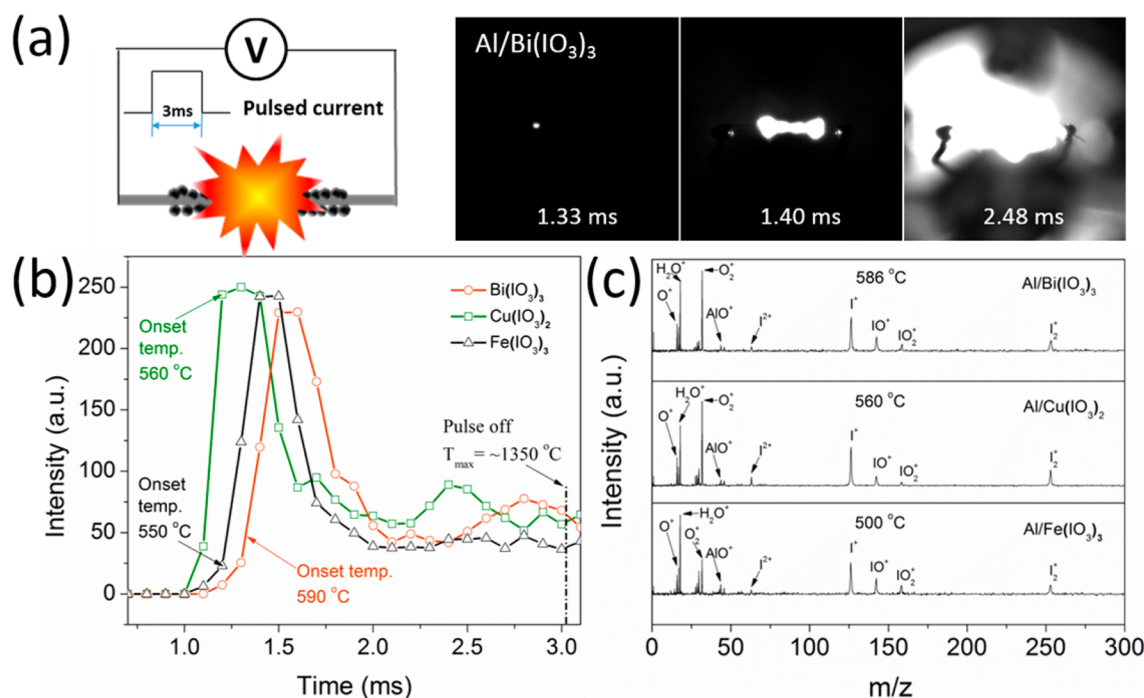 (a)
V
3ms
Pulsed current
Al/Bi(IO₃)₃
1.33 ms
1.40 ms
2.48 ms
(b)
Intensity (a.u.)
250
200
150
100
50
0
Onset
temp.
560 °C
Bi(IO₃)₃
Cu(IO₃)₂
Fe(IO₃)₃
Pulse off
Tmax= ~1350 °C
Onset
temp.
550 °C
Onset temp.
590 °C
1.0
1.5
2.0
2.5
3.0
Time (ms)
(c)
Intensity (a.u.)
O⁺
H₂O⁺
O₂⁺
AlO⁺
I²⁺
586 °C
I⁺
IO⁺
IO₂⁺
I₂⁺
Al/Bi(IO₃)₃
O⁺
H₂O⁺
O₂⁺
AlO⁺
I²⁺
560 °C
I⁺
IO⁺
IO₂⁺
I₂⁺
Al/Cu(IO₃)₂
O⁺
H₂O⁺
O₂⁺
AlO⁺
I²⁺
500 °C
I⁺
IO⁺
IO₂⁺
I₂⁺
Al/Fe(IO₃)₃
0
50
100
150
200
250
300
m/z